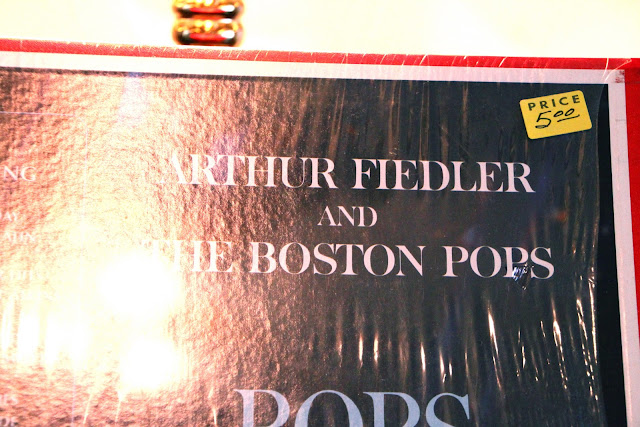 PRICE
5.00
ARTHUR FIEDLER
AND
THE BOSTON POPS
POPS